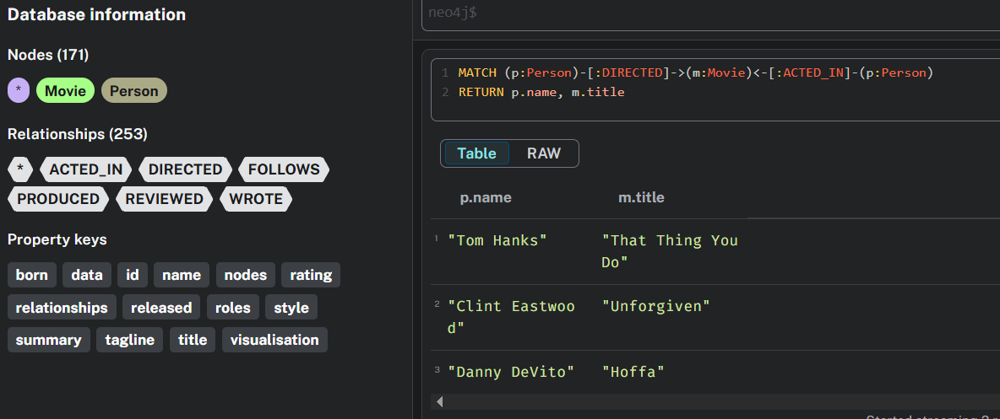 Database information
Nodes (171)
* Movie Person
Relationships (253)
* ACTED_IN DIRECTED FOLLOWS
PRODUCED REVIEWED WROTE
Property keys
born data id name nodes rating
relationships released roles style
summary tagline title visualisation
neo4j$
1 MATCH (p:Person)-[:DIRECTED]->(m:Movie)<-[:ACTED_IN]-(p:Person)
2 RETURN p.name, m.title
Table RAW
p.name m.title
1 "Tom Hanks" "That Thing You
Do"
2 "Clint Eastwoo "Unforgiven"
d"
3 "Danny DeVito" "Hoffa"
Started streaming 3